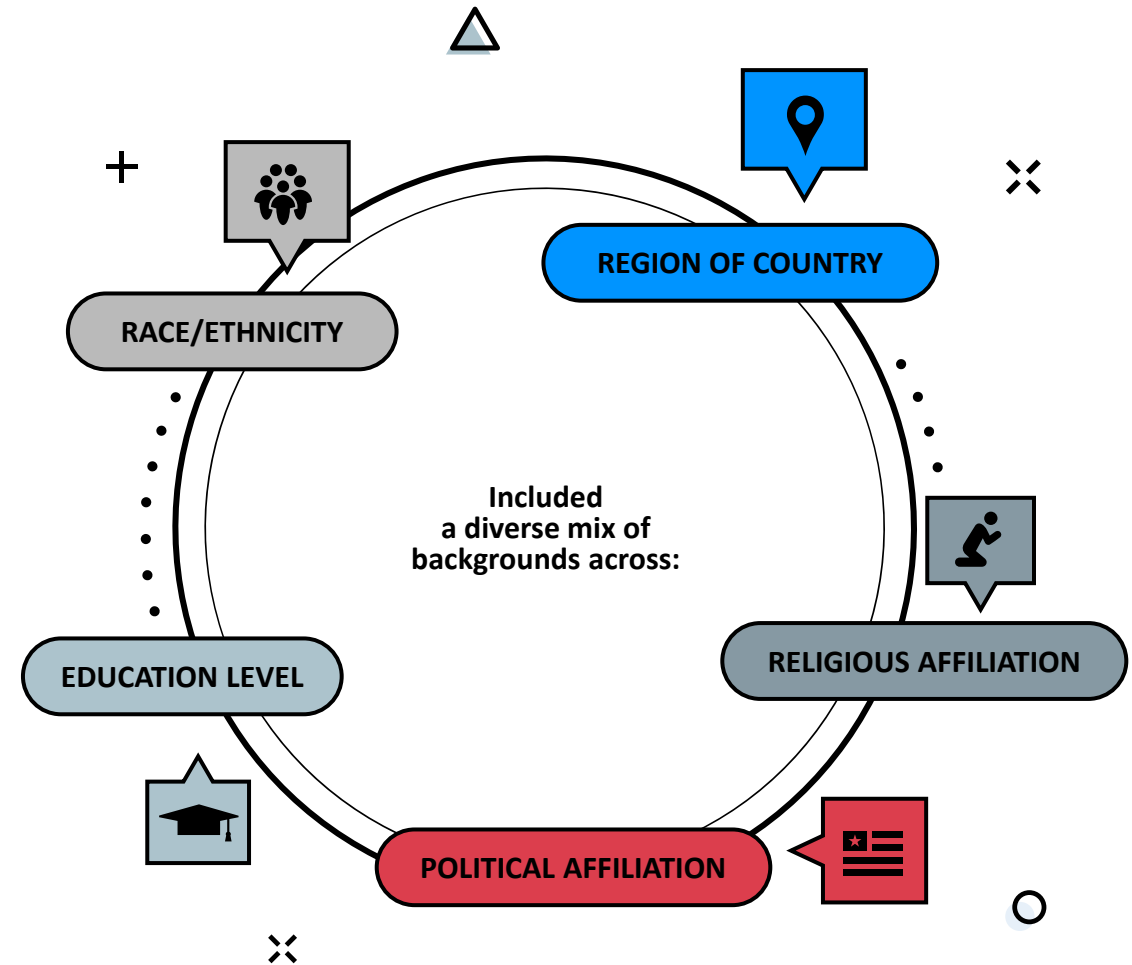 REGION OF COUNTRY
RACE/ETHNICITY
Included
a diverse mix of
backgrounds across:
RELIGIOUS AFFILIATION
EDUCATION LEVEL
POLITICAL AFFILIATION